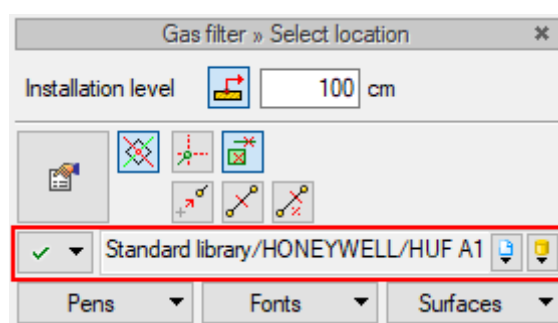 Gas filter » Select location
Installation level 100 cm
Standard library/HONEYWELL/HUF A1
Pens Fonts Surfaces